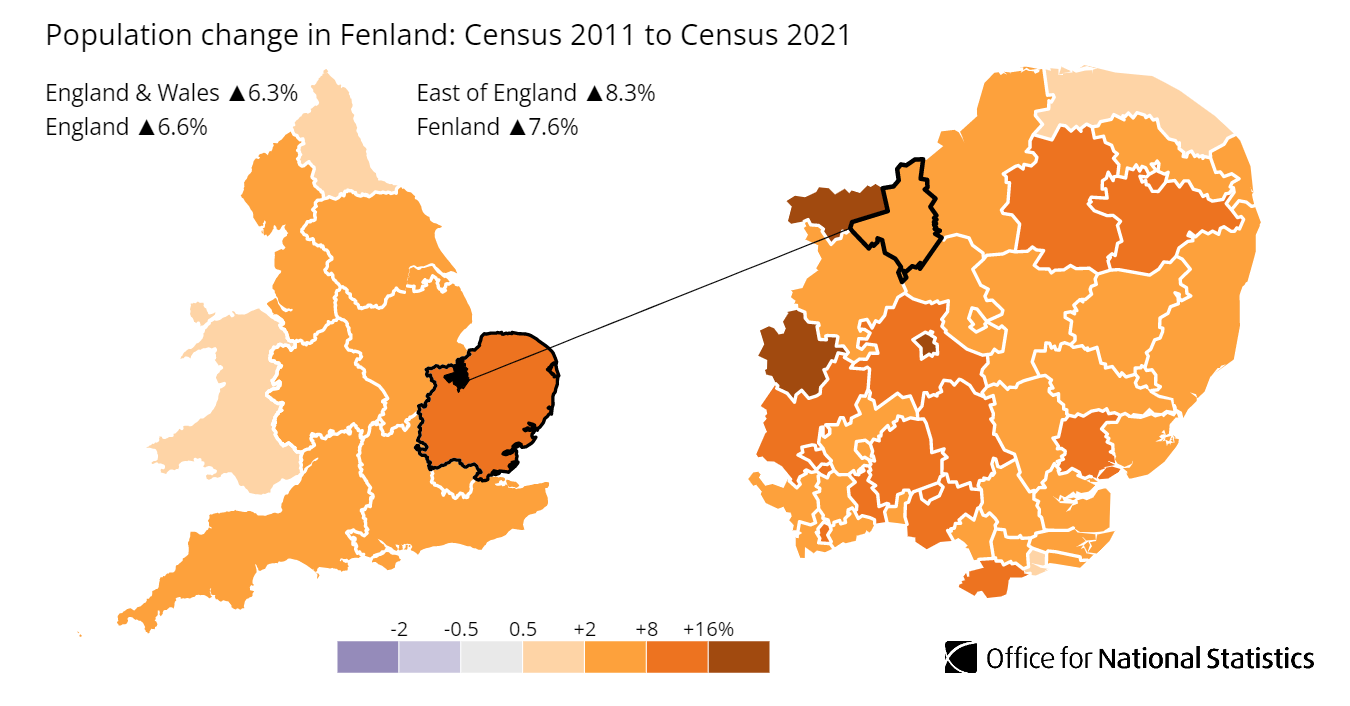 Population change in Fenland: Census 2011 to Census 2021
England & Wales ▲6.3%
East of England ▲8.3%
England ▲6.6%
Fenland ▲7.6%
-2 -0.5 0.5 +2 +8 +16%
Office for National Statistics